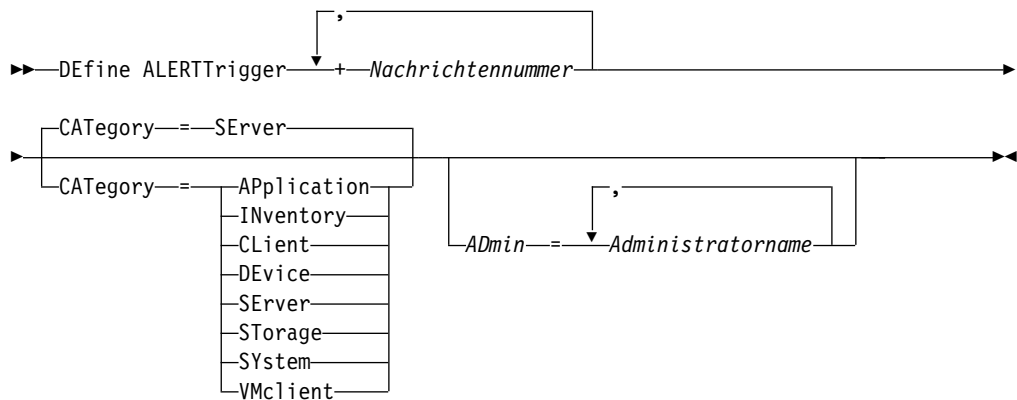 ,
DEfine ALERTTrigger + Nachrichtennummer
CATegory = SErver
CATegory = APplication
INventory
CLient
DEvice
SErver
STorage
SYstem
VMclient
,
ADmin = Administratorname